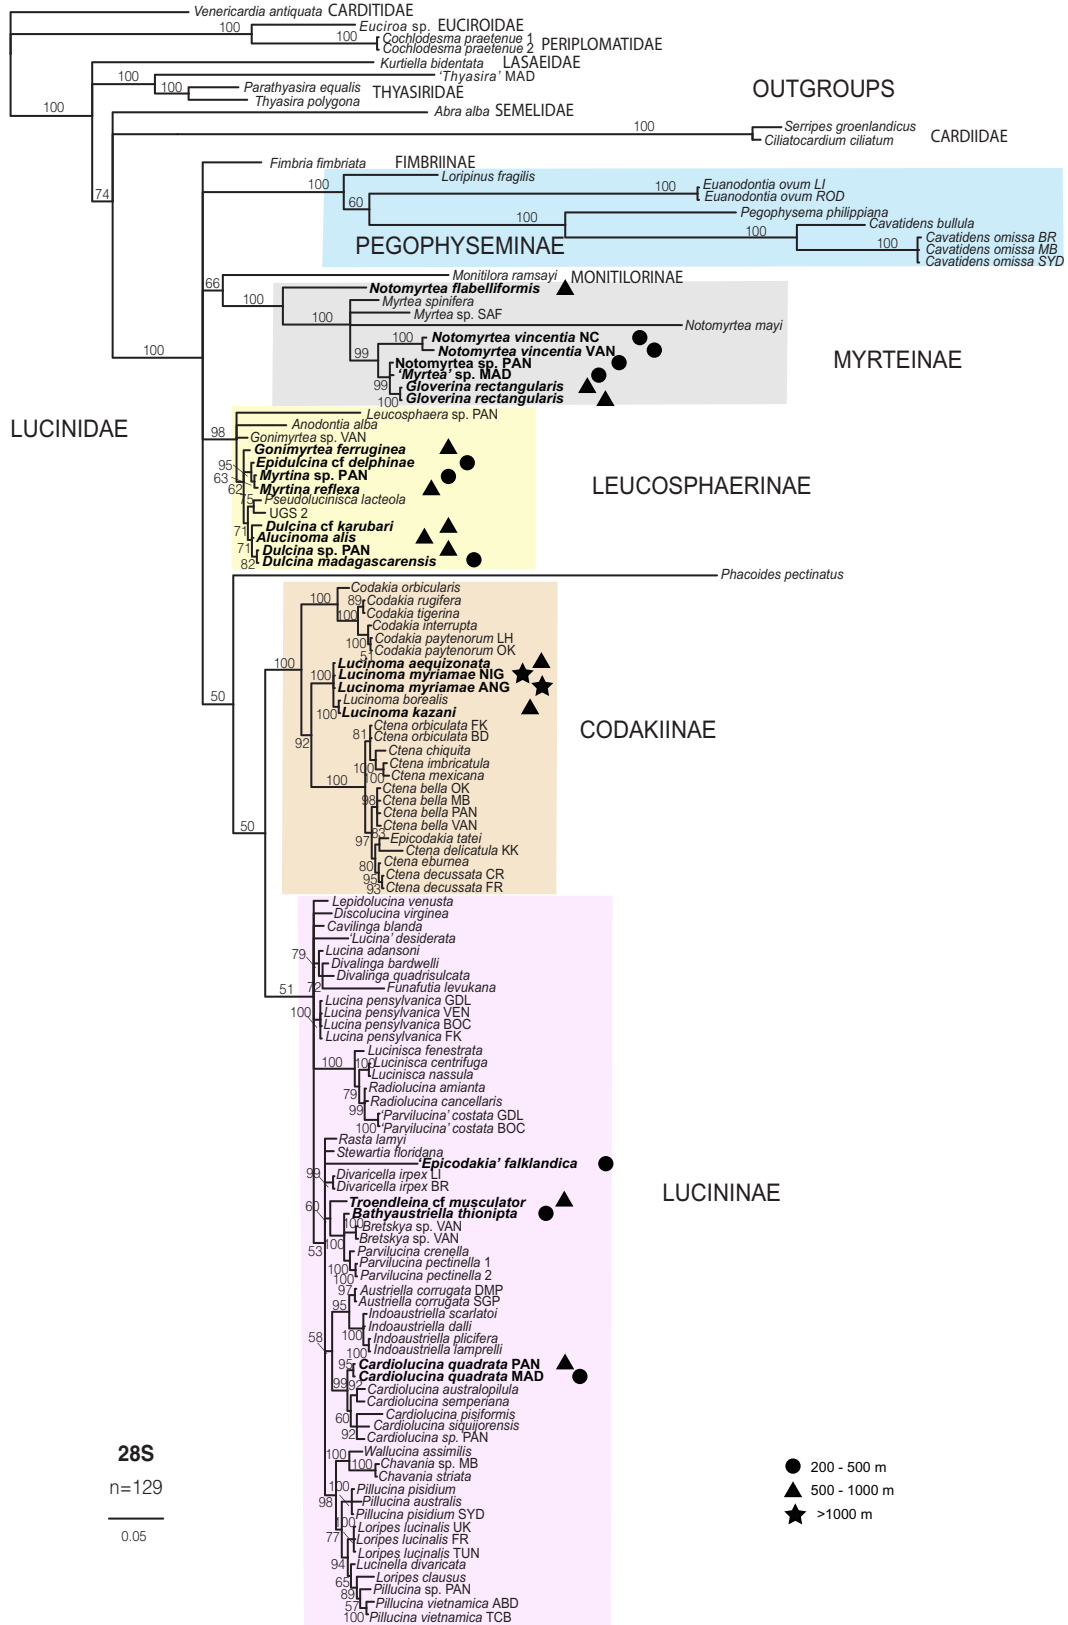 Venericardia antiquata CARDITIDAE
100
Euciroa sp. EUCIROIDAE
100
Cochlodesma praetenue 1
Cochlodesma praetenue 2
PERIPLOMATIDAE
Kurtiella bidentata LASAEIDAE
100
'Thyasira' MAD
100
Parathyasira equalis
THYASIRIDAE
Thyasira polygona
OUTGROUPS
100
Abra alba SEMELIDAE
100
Serripes groenlandicus
Ciliatocardium ciliatum
CARDIIDAE
Fimbria fimbriata FIMBRIINAE
74
100
Loripinus fragilis
60
100
Euanodontia ovum LI
Euanodontia ovum ROD
100
Pegophysema philippiana
100
Cavatidens bullula
100
Cavatidens omissa BR
Cavatidens omissa MB
Cavatidens omissa SYD
PEGOPHYSEMINAE
66
Monitilora ramsayi MONITILORINAE
100
Notomyrtea flabelliformis
Myrtea spinifera
Myrtea sp. SAF
100
Notomyrtea mayi
100
Notomyrtea vincentia NC
Notomyrtea vincentia VAN
99
Notomyrtea sp. PAN
'Myrtea' sp. MAD
99
Gloverina rectangularis
100
Gloverina rectangularis
MYRTEINAE
100
LUCINIDAE
98
Leucosphaera sp. PAN
Anodontia alba
Gonimyrtea sp. VAN
Gonimyrtea ferruginea
95
Epidulcina cf delphinae
63
Myrtina sp. PAN
62
Myrtina reflexa
75
Pseudolucinisca lacteola
UGS 2
71
Dulcina cf karubari
Alucinoma alis
71
Dulcina sp. PAN
82
Dulcina madagascarensis
LEUCOSPHAERINAE
Phacoides pectinatus
50
100
100
Codakia orbicularis
89
Codakia rugifera
100
Codakia tigerina
Codakia interrupta
100
Codakia paytenorum LH
51
Codakia paytenorum OK
100
Lucinoma aequizonata
Lucinoma myriamae NIG
Lucinoma myriamae ANG
Lucinoma borealis
100
Lucinoma kazani
92
CODAKIINAE
81
Ctena orbiculata FK
Ctena orbiculata BD
Ctena chiquita
100
Ctena imbricatula
100
Ctena mexicana
100
Ctena bella OK
98
Ctena bella MB
Ctena bella PAN
Ctena bella VAN
83
97
Epicodakia tatei
Ctena delicatula KK
80
Ctena eburnea
95
Ctena decussata CR
93
Ctena decussata FR
50
51
Lepidolucina venusta
Discolucina virginea
Cavilinga blanda
'Lucina' desiderata
79
Lucina adansoni
Divalinga bardwelli
Divalinga quadrisulcata
72
Funafutia levukana
100
Lucina pensylvanica GDL
Lucina pensylvanica VEN
Lucina pensylvanica BOC
Lucina pensylvanica FK
100
Lucinisca fenestrata
100
Lucinisca centrifuga
Lucinisca nassula
79
Radiolucina amianta
99
Radiolucina cancellaris
'Parvilucina' costata GDL
100
'Parvilucina' costata BOC
Rasta lamyi
Stewartia floridana
'Epicodakia' falklandica
99
Divaricella irpex LI
Divaricella irpex BR
LUCININAE
60
Troendleina cf musculator
Bathyaustriella thionipta
100
Bretskya sp. VAN
100
Bretskya sp. VAN
53
Parvilucina crenella
100
Parvilucina pectinella 1
100
Parvilucina pectinella 2
97
Austriella corrugata DMP
95
Austriella corrugata SGP
Indoaustriella scarlatoi
100
Indoaustriella dalli
Indoaustriella plicifera
100
Indoaustriella lamprelli
58
95
Cardiolucina quadrata PAN
Cardiolucina quadrata MAD
99
92
Cardiolucina australopilula
Cardiolucina semperiana
60
Cardiolucina pisiformis
Cardiolucina siquijorensis
92
Cardiolucina sp. PAN
100
Wallucina assimilis
100
Chavania sp. MB
Chavania striata
98
100
Pillucina pisidium
Pillucina australis
Pillucina pisidium SYD
100
Loripes lucinalis UK
77
Loripes lucinalis FR
Loripes lucinalis TUN
94
Lucinella divaricata
65
Loripes clausus
89
Pillucina sp. PAN
57
Pillucina vietnamica ABD
100
Pillucina vietnamica TCB
28S
n=129
0.05
200 - 500 m
500 - 1000 m
>1000 m